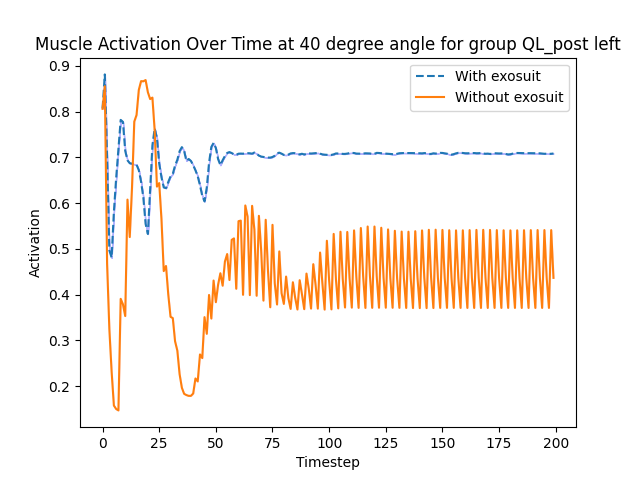 Muscle Activation Over Time at 40 degree angle for group QL_post left
With exosuit
Without exosuit
Activation
0.9
0.8
0.7
0.6
0.5
0.4
0.3
0.2
0 25 50 75 100 125 150 175 200
Timestep